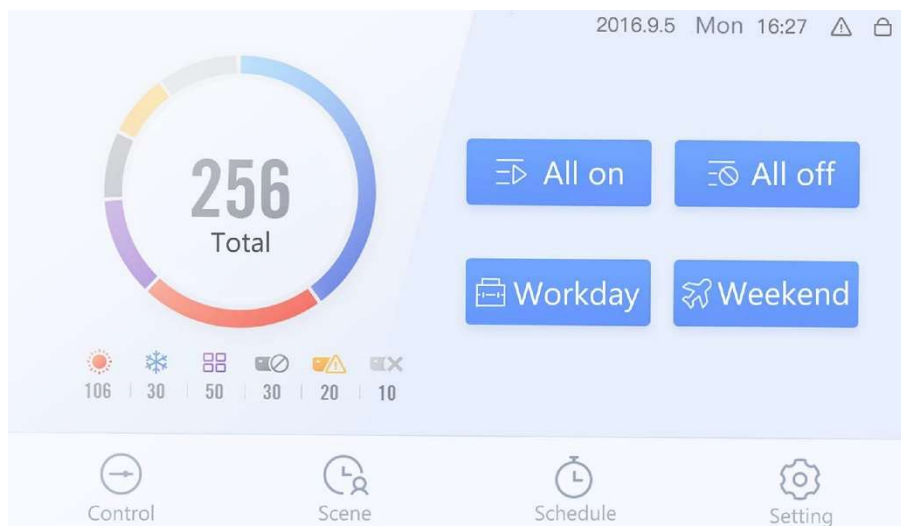 2016.9.5 Mon 16:27
256
Total
All on
All off
Workday
Weekend
106 30 50 30 20 10
Control
Scene
Schedule
Setting